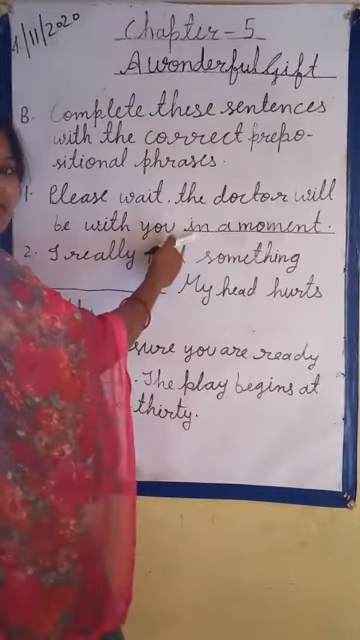 4/11/2020
Chapter-5
A wonderful Gift
B. Complete these sentences
with the correct prepo-
sitional phrases.
1. Please wait, the doctor will
be with you in a moment.
2. I really something
My head hurts
sure you are ready
. The play begins at
thirty.